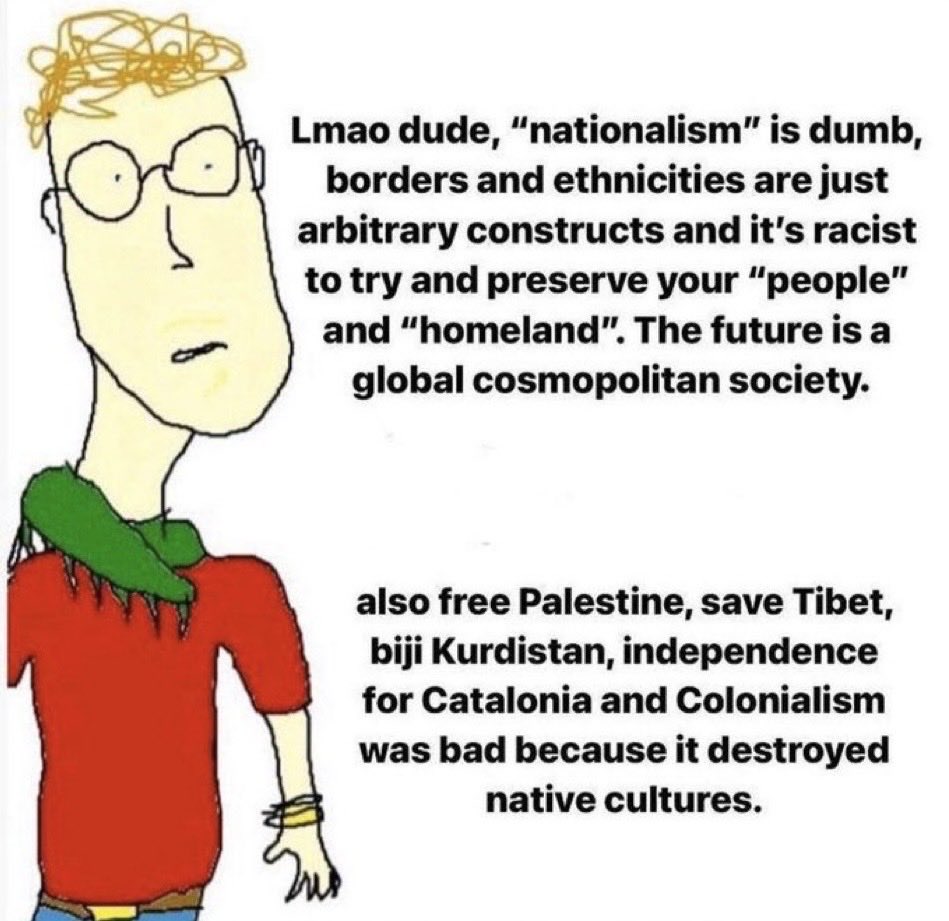 Lmao dude, “nationalism” is dumb,
borders and ethnicities are just
arbitrary constructs and it’s racist
to try and preserve your “people”
and “homeland”. The future is a
global cosmopolitan society.
also free Palestine, save Tibet,
biji Kurdistan, independence
for Catalonia and Colonialism
was bad because it destroyed
native cultures.